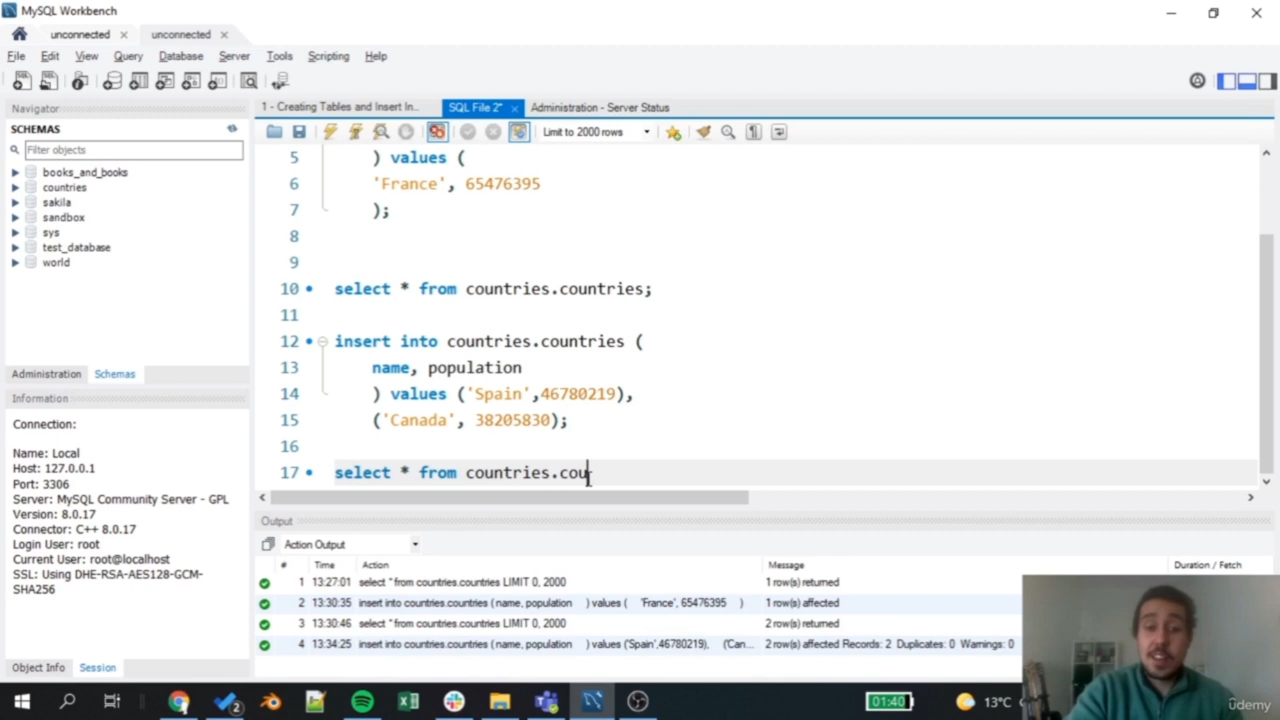 MySQL Workbench
unconnected
unconnected
File Edit View Query Database Server Tools Scripting Help
Navigator
SCHEMAS
Filter objects
books_and_books
countries
sakila
sandbox
sys
test_database
world
Administration Schemas
Information
Connection:
Name: Local
Host: 127.0.0.1
Port: 3306
Server: MySQL Community Server - GPL
Version: 8.0.17
Connector: C++ 8.0.17
Login User: root
Current User: root@localhost
SSL: Using DHE-RSA-AES128-GCM-
SHA256
Object Info Session
1 - Creating Tables and Insert In... SQL File 2* Administration - Server Status
Limit to 2000 rows
5 ) values (
6 'France', 65476395
7 );
8
9
10 select * from countries.countries;
11
12 insert into countries.countries (
13 name, population
14 ) values ('Spain',46780219),
15 ('Canada', 38205830);
16
17 select * from countries.cou
Output
Action Output
# Time Action Message Duration / Fetch
1 13:27:01 select * from countries.countries LIMIT 0, 2000 1 row(s) returned
2 13:30:35 insert into countries.countries ( name, population ) values ( 'France', 65476395 ) 1 row(s) affected
3 13:30:46 select * from countries.countries LIMIT 0, 2000 2 row(s) returned
4 13:34:25 insert into countries.countries ( name, population ) values ('Spain',46780219), ('Can... 2 row(s) affected Records: 2 Duplicates: 0 Warnings: 0
2
01:40
13°C
udemy